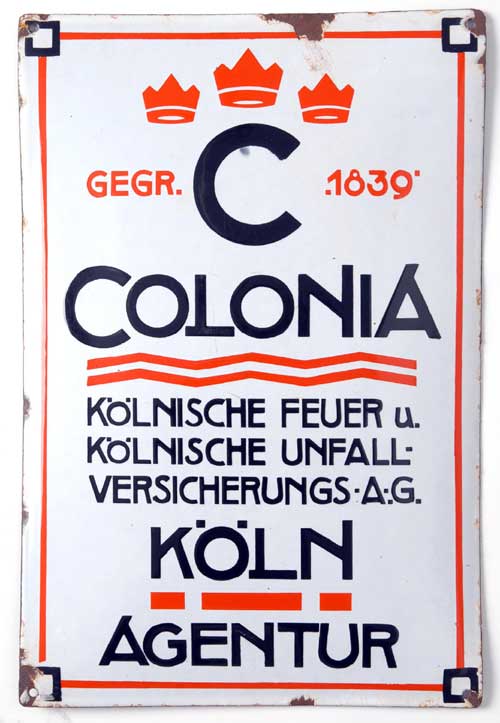 C
GEGR. .1839.
COLONIA
KÖLNISCHE FEUER u.
KÖLNISCHE UNFALL-
VERSICHERUNGS-A.-G.
KÖLN
AGENTUR